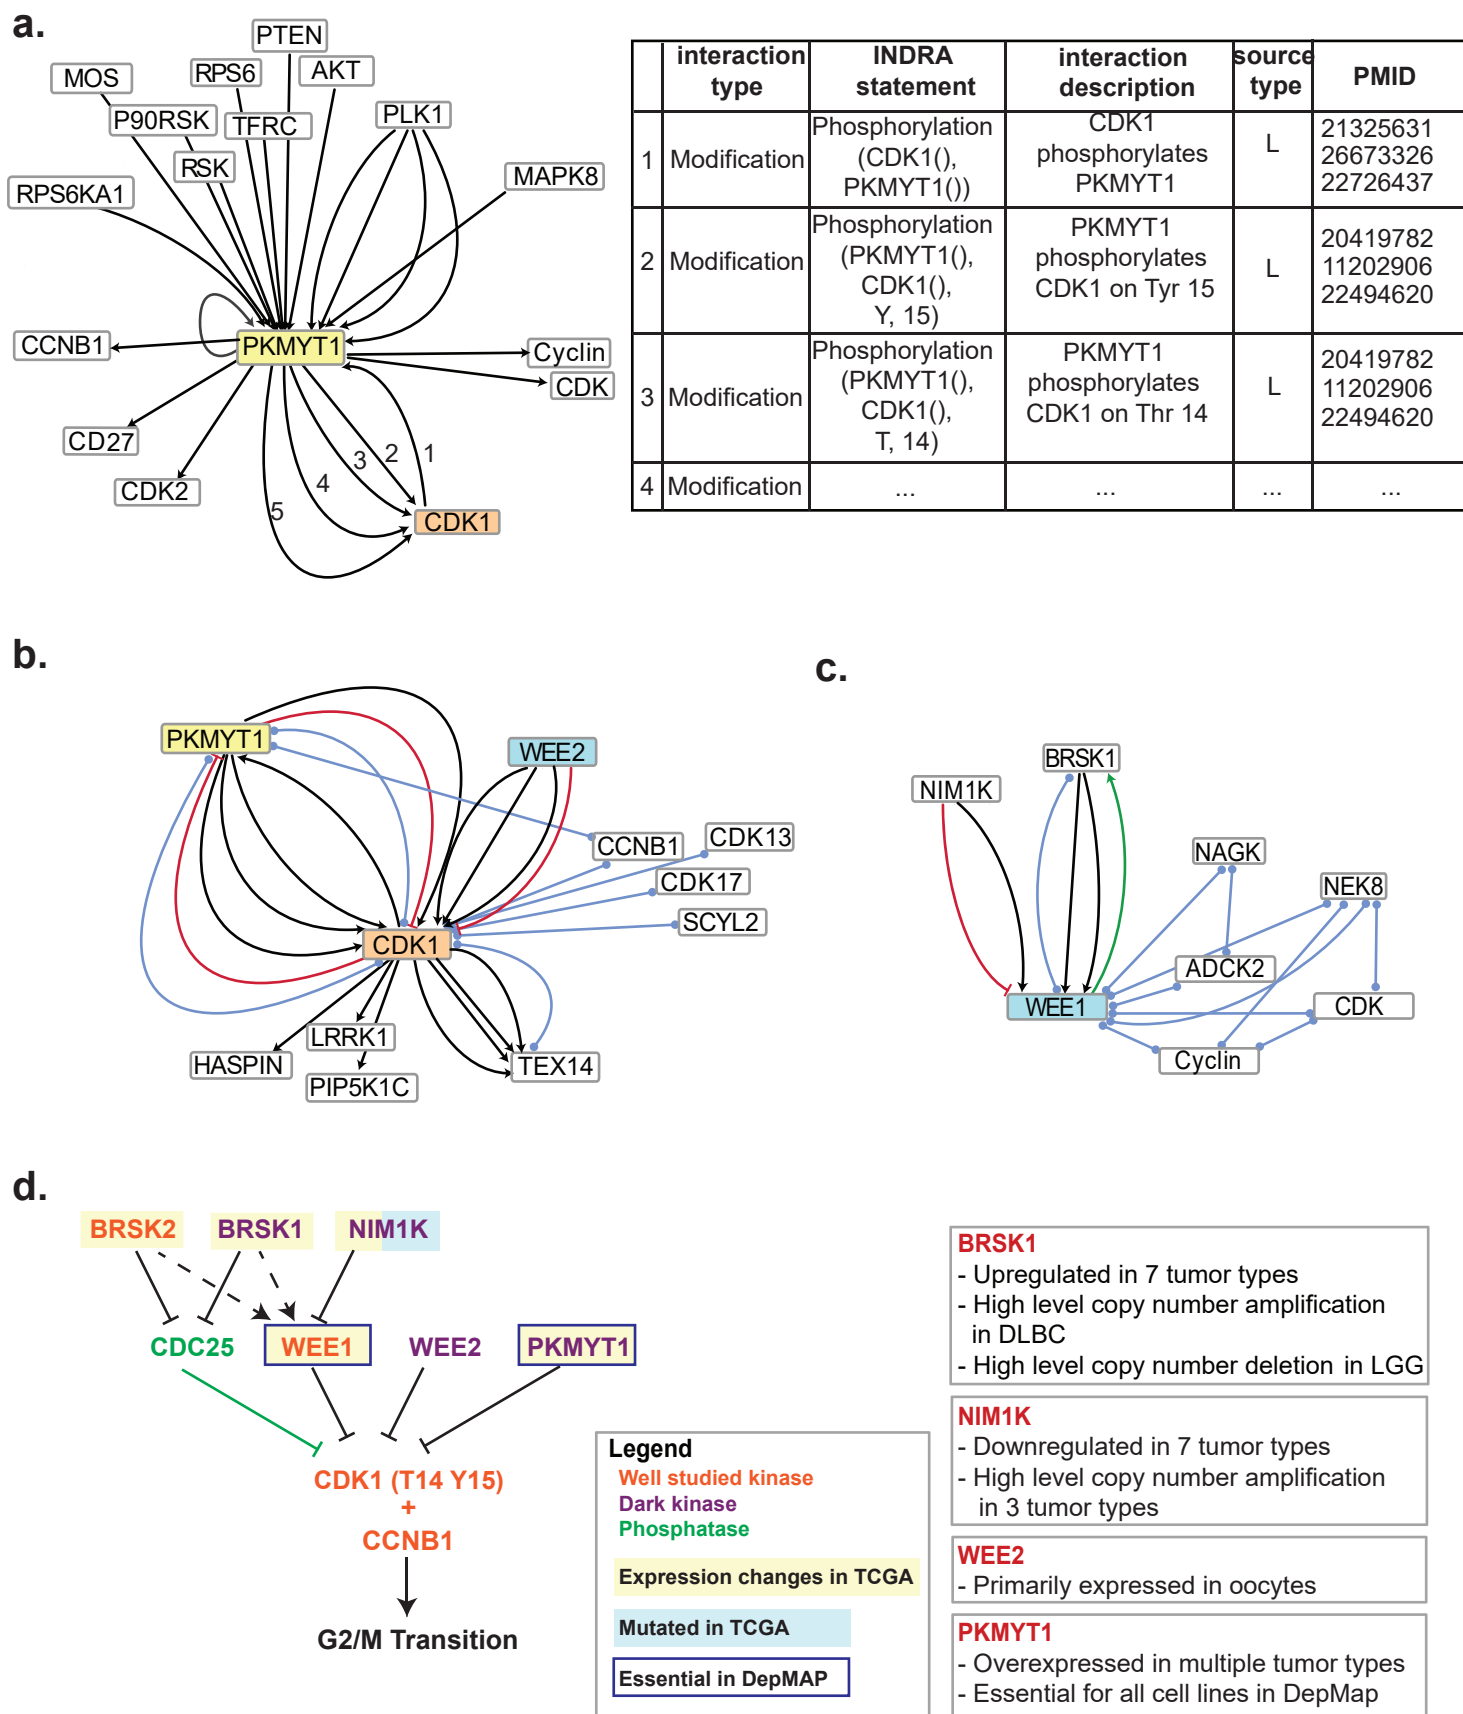 a.
PTEN
MOS
RPS6
AKT
P90RSK
TFRC
PLK1
RSK
MAPK8
RPS6KA1
CCNB1
PKMYT1
Cyclin
CDK
CD27
CDK2
1
2
3
4
5
CDK1
interaction type
INDRA statement
interaction description
source type
PMID
1
Modification
Phosphorylation
(CDK1(),
PKMYT1())
CDK1
phosphorylates
PKMYT1
L
21325631
26673326
22726437
2
Modification
Phosphorylation
(PKMYT1(),
CDK1(),
Y, 15)
PKMYT1
phosphorylates
CDK1 on Tyr 15
L
20419782
11202906
22494620
3
Modification
Phosphorylation
(PKMYT1(),
CDK1(),
T, 14)
PKMYT1
phosphorylates
CDK1 on Thr 14
L
20419782
11202906
22494620
4
Modification
...
...
...
...
b.
PKMYT1
WEE2
CCNB1
CDK13
CDK17
SCYL2
CDK1
LRRK1
HASPIN
PIP5K1C
TEX14
c.
BRSK1
NIM1K
NAGK
NEK8
ADCK2
WEE1
CDK
Cyclin
d.
BRSK2
BRSK1
NIM1K
CDC25
WEE1
WEE2
PKMYT1
CDK1 (T14 Y15)
+
CCNB1
G2/M Transition
Legend
Well studied kinase
Dark kinase
Phosphatase
Expression changes in TCGA
Mutated in TCGA
Essential in DepMAP
BRSK1
- Upregulated in 7 tumor types
- High level copy number amplification
in DLBC
- High level copy number deletion in LGG
NIM1K
- Downregulated in 7 tumor types
- High level copy number amplification
in 3 tumor types
WEE2
- Primarily expressed in oocytes
PKMYT1
- Overexpressed in multiple tumor types
- Essential for all cell lines in DepMap